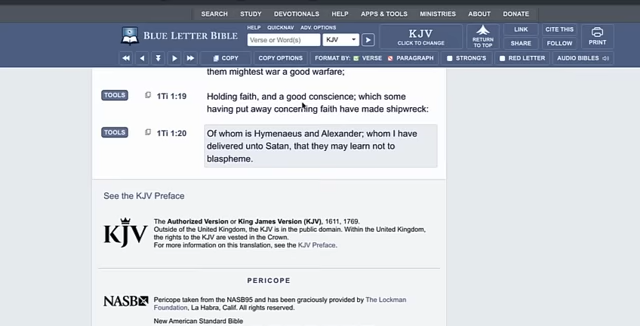 SEARCH STUDY DEVOTIONALS HELP APPS & TOOLS MINISTRIES ABOUT DONATE
BLUE LETTER BIBLE
HELP QUICKNAV ADV. OPTIONS
Verse or Word(s) KJV
KJV
CLICK TO CHANGE
RETURN
TO TOP
LINK CITE THIS
SHARE FOLLOW
PRINT
COPY COPY OPTIONS FORMAT BY: VERSE PARAGRAPH STRONG'S RED LETTER AUDIO BIBLES
them mightest war a good warfare;
TOOLS 1Ti 1:19 Holding faith, and a good conscience; which some
having put away concerning faith have made shipwreck:
TOOLS 1Ti 1:20 Of whom is Hymenaeus and Alexander; whom I have
delivered unto Satan, that they may learn not to
blaspheme.
See the KJV Preface
KJV
The Authorized Version or King James Version (KJV), 1611, 1769.
Outside of the United Kingdom, the KJV is in the public domain. Within the United Kingdom,
the rights to the KJV are vested in the Crown.
For more information on this translation, see the KJV Preface.
PERICOPE
NASB
Pericope taken from the NASB95 and has been graciously provided by The Lockman
Foundation, La Habra, Calif. All rights reserved.
New American Standard Bible